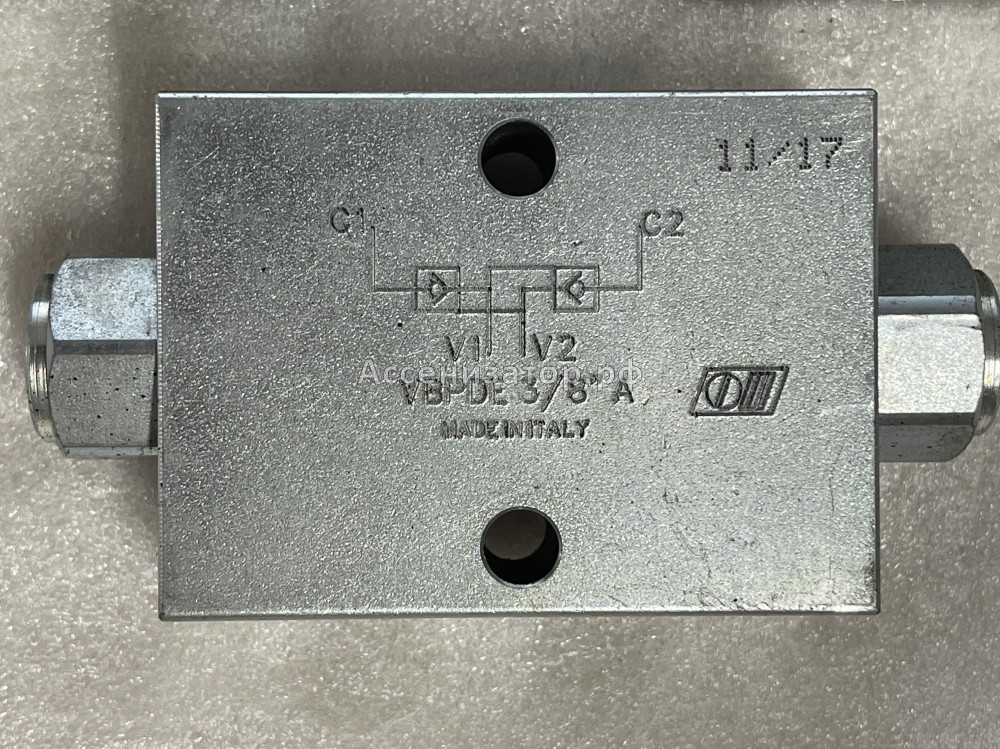 11/17
C1 C2
V1 V2
Ассенизатор.рф
VBPDE 3/8" A
MADE IN ITALY